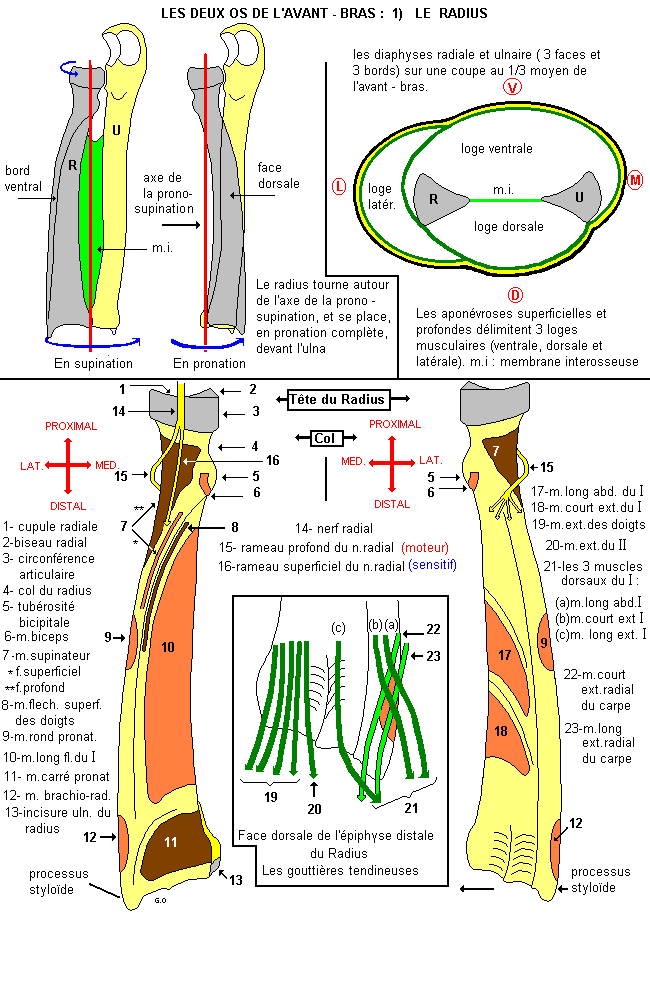 LES DEUX OS DE L'AVANT - BRAS : 1) LE RADIUS
bord
ventral
R
U
m.i.
En supination
axe de
la prono-
supination
face
dorsale
En pronation
Le radius tourne autour
de l'axe de la prono -
supination, et se place,
en pronation complète,
devant l'ulna
les diaphyses radiale et ulnaire ( 3 faces et
3 bords) sur une coupe au 1/3 moyen de
l'avant - bras.
V
loge ventrale
L
loge
latér.
R
m.i.
U
M
loge dorsale
D
Les aponévroses superficielles et
profondes délimitent 3 loges
musculaires (ventrale, dorsale et
latérale). m.i : membrane interosseuse
1
2
14
3
Tête du Radius
PROXIMAL
LAT.
MED.
DISTAL
4
Col
16
15
5
6
**
7
*
8
9
10
12
11
13
1- cupule radiale
2-biseau radial
3- circonférence
articulaire
4- col du radius
5- tubérosité
bicipitale
6-m.biceps
7-m.supinateur
* f.superficiel
**f.profond
8-m.flech. superf.
des doigts
9-m.rond pronat.
10-m.long fl.du I
11- m.carré pronat
12- m. brachio-rad.
13-incisure uln. du
radius
processus
styloïde
G.O
14- nerf radial
15- rameau profond du n.radial (moteur)
16-rameau superficiel du n.radial (sensitif)
(c)
(b)
(a)
22
23
19
20
21
Face dorsale de l'épiphyse distale
du Radius
Les gouttières tendineuses
PROXIMAL
MED.
LAT.
DISTAL
7
15
5
6
17
9
18
12
17-m.long abd. du I
18-m.court ext.du I
19-m.ext.des doigts
20-m.ext.du II
21-les 3 muscles
dorsaux du I :
(a)m.long abd.I
(b)m.court ext I
(c)m. long ext. I
22-m.court
ext.radial
du carpe
23-m.long
ext.radial
du carpe
processus
styloïde